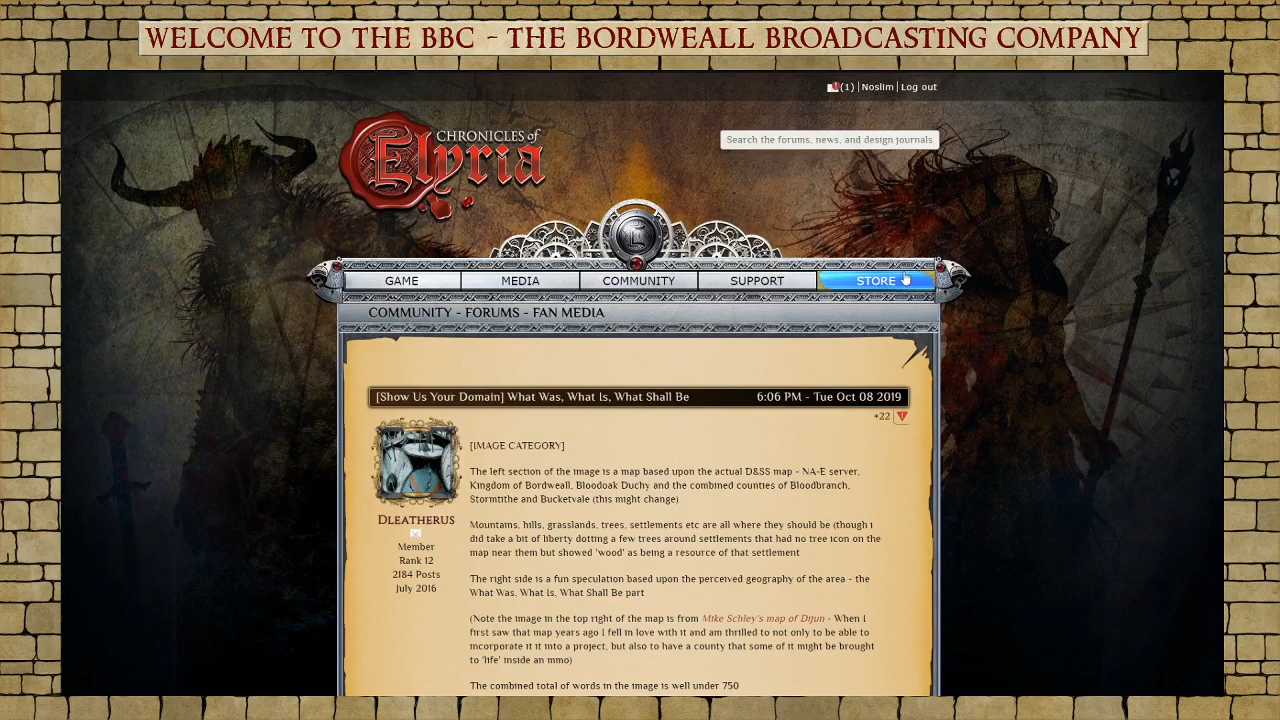 WELCOME TO THE BBC - THE BORDWEALL BROADCASTING COMPANY
(1) | Noslim | Log out
CHRONICLES of
Elyria
Search the forums, news, and design journals
GAME
MEDIA
COMMUNITY
SUPPORT
STORE
COMMUNITY - FORUMS - FAN MEDIA
[Show Us Your Domain] What Was, What Is, What Shall Be
6:06 PM - Tue Oct 08 2019
+22
DLEATHERUS
Member
Rank 12
2184 Posts
July 2016
[IMAGE CATEGORY]
The left section of the image is a map based upon the actual D&SS map - NA-E server,
Kingdom of Bordweall, Bloodoak Duchy and the combined counties of Bloodbranch,
Stormtithe and Bucketvale (this might change)
Mountains, hills, grasslands, trees, settlements etc are all where they should be (though i
did take a bit of liberty dotting a few trees around settlements that had no tree icon on the
map near them but showed 'wood' as being a resource of that settlement
The right side is a fun speculation based upon the perceived geography of the area - the
What Was, What Is, What Shall Be part
(Note the image in the top right of the map is from Mike Schley's map of Dijun - When I
first saw that map years ago I fell in love with it and am thrilled to not only to be able to
incorporate it it into a project, but also to have a county that some of it might be brought
to 'life' inside an mmo)
The combined total of words in the image is well under 750